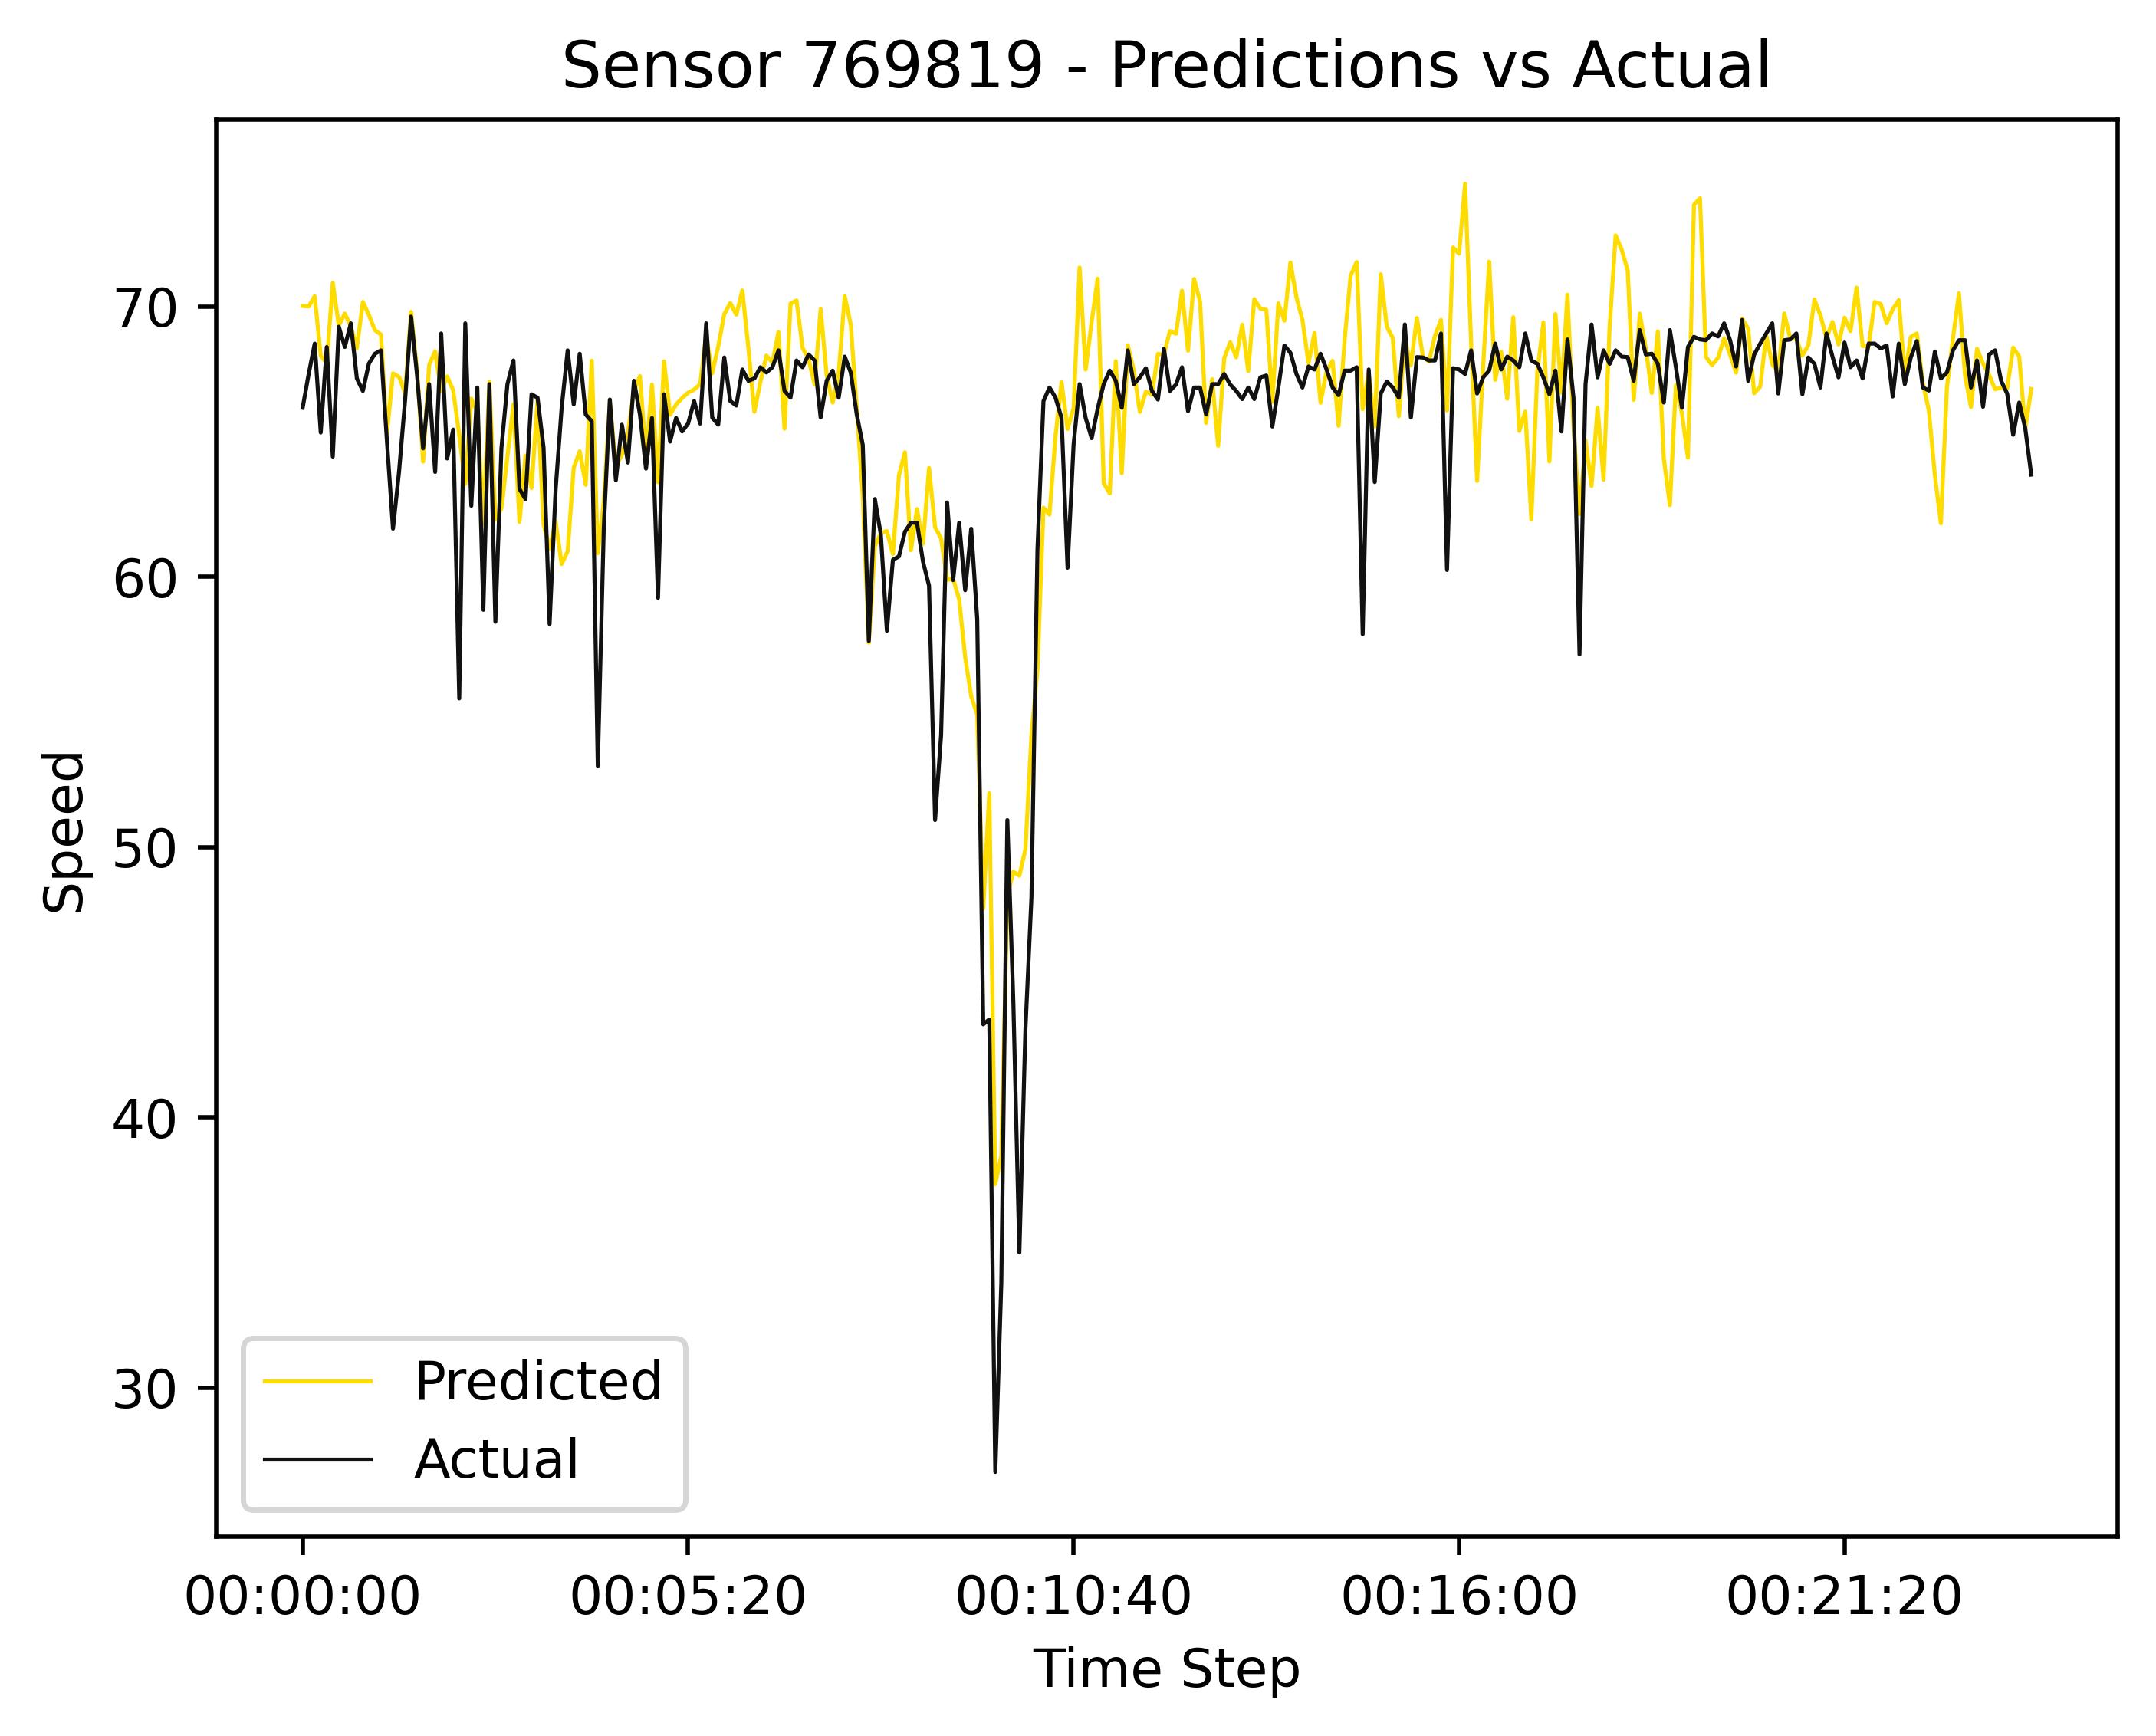 Sensor 769819 - Predictions vs Actual
Speed
70
60
50
40
30
Predicted
Actual
00:00:00 00:05:20 00:10:40 00:16:00 00:21:20
Time Step